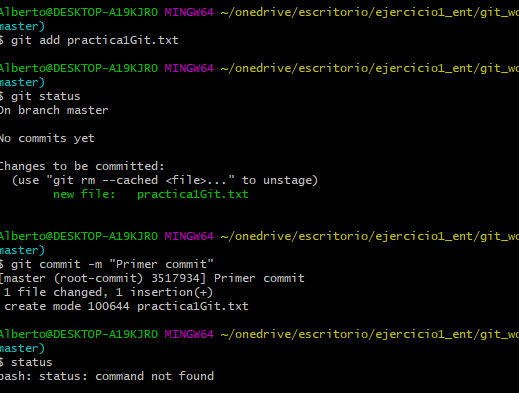 Alberto@DESKTOP-A19KJRO MINGW64 ~/onedrive/escritorio/ejercicio1_ent/git_wo
master)
$ git add practica1Git.txt
Alberto@DESKTOP-A19KJRO MINGW64 ~/onedrive/escritorio/ejercicio1_ent/git_wo
master)
$ git status
On branch master
No commits yet
Changes to be committed:
(use "git rm --cached <file>..." to unstage)
new file:   practica1Git.txt
Alberto@DESKTOP-A19KJRO MINGW64 ~/onedrive/escritorio/ejercicio1_ent/git_wo
master)
$ git commit -m "Primer commit"
[master (root-commit) 3517934] Primer commit
1 file changed, 1 insertion(+)
create mode 100644 practica1Git.txt
Alberto@DESKTOP-A19KJRO MINGW64 ~/onedrive/escritorio/ejercicio1_ent/git_wo
master)
$ status
bash: status: command not found